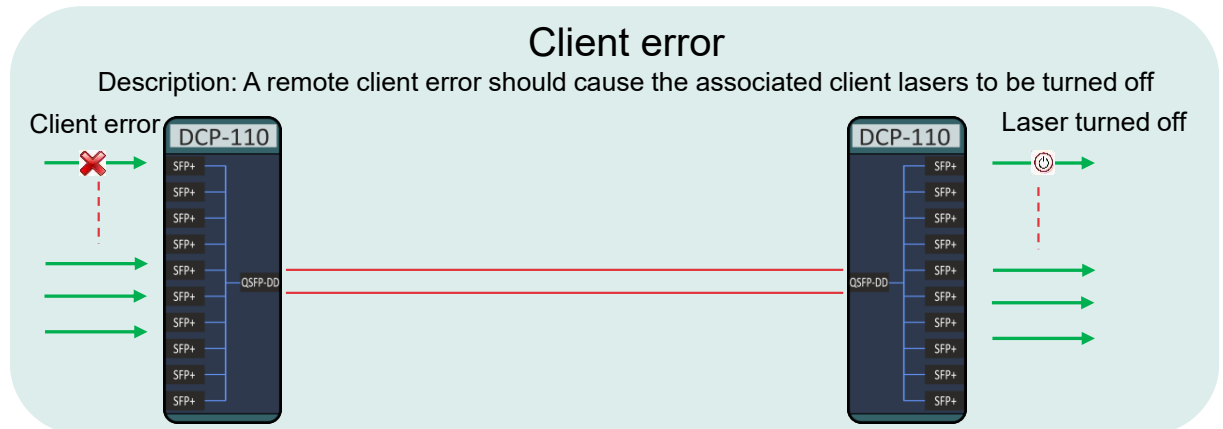 Client error
Description: A remote client error should cause the associated client lasers to be turned off
Client error
Laser turned off
DCP-110
SFP+
SFP+
SFP+
SFP+
SFP+
SFP+
SFP+
SFP+
SFP+
SFP+
QSFP-DD
DCP-110
QSFP-DD
SFP+
SFP+
SFP+
SFP+
SFP+
SFP+
SFP+
SFP+
SFP+
SFP+